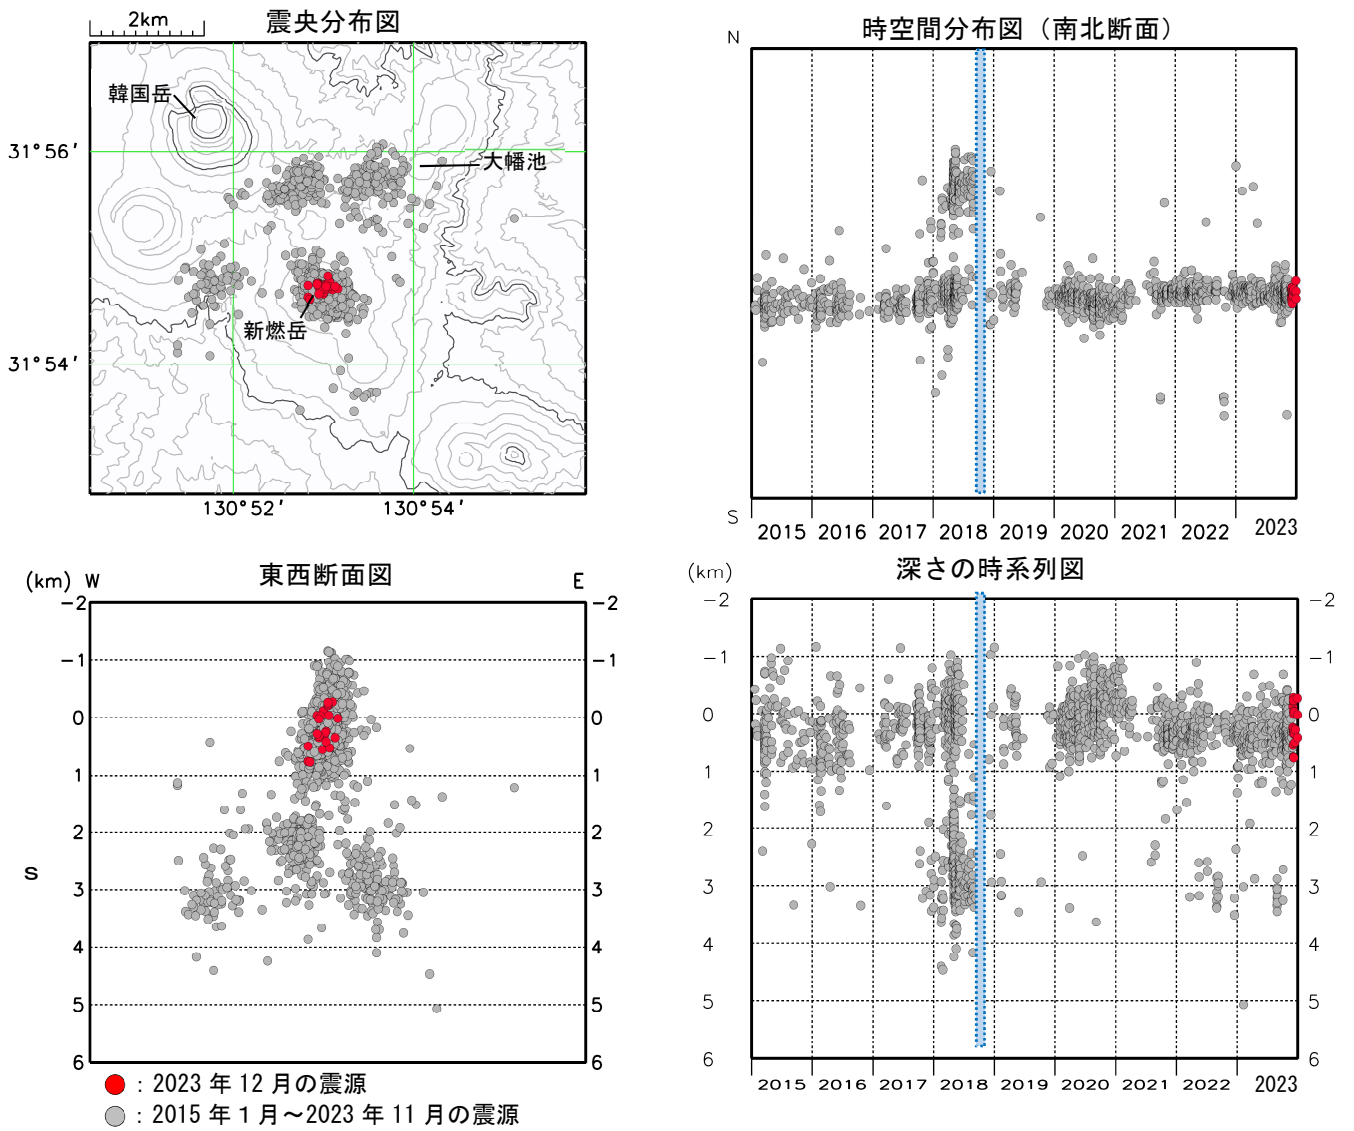 2km
震央分布図
韓国岳
大幡池
新燃岳
31°56′
31°54′
130°52′ 130°54′
時空間分布図（南北断面）
N
S
2015 2016 2017 2018 2019 2020 2021 2022 2023
東西断面図
(km) W E
-2 -2
-1 -1
0 0
1 1
2 2
S
3 3
4 4
5 5
6 6
深さの時系列図
(km)
-2 -2
-1 -1
0 0
1 1
2 2
3 3
4 4
5 5
6 6
2015 2016 2017 2018 2019 2020 2021 2022 2023
：2023 年 12 月の震源
：2015 年 1 月～2023 年 11 月の震源